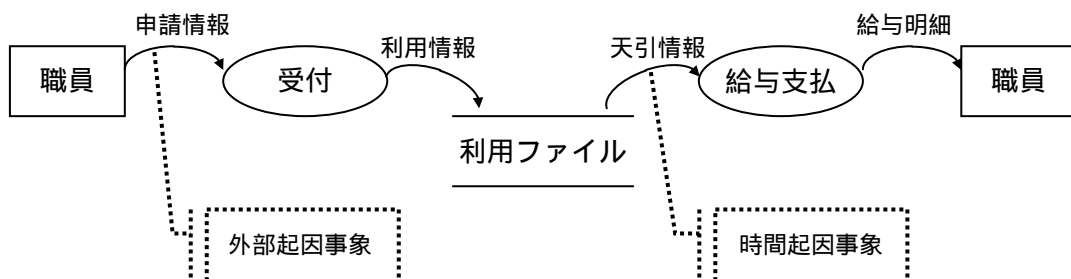 申請情報
利用情報
天引情報
給与明細
職員
受付
給与支払
職員
利用ファイル
外部起因事象
時間起因事象